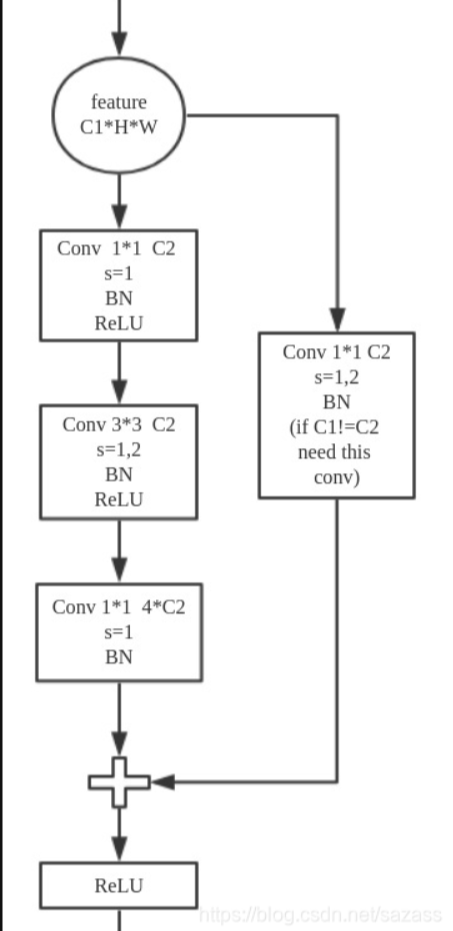 feature
C1*H*W
Conv 1*1 C2
s=1
BN
ReLU
Conv 3*3 C2
s=1,2
BN
ReLU
Conv 1*1 4*C2
s=1
BN
Conv 1*1 C2
s=1,2
BN
(if C1!=C2
need this
conv)
ReLU
https://blog.csdn.net/sazass